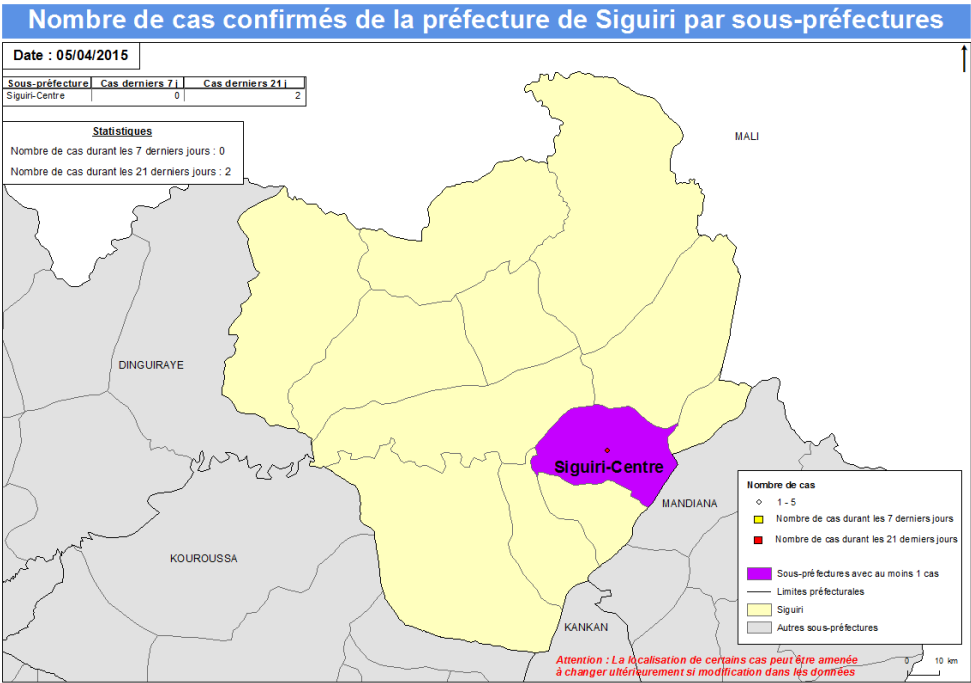 Nombre de cas confirmés de la préfecture de Siguiri par sous-préfectures
Date : 05/04/2015
Sous-préfecture Cas derniers 7 j Cas derniers 21 j
Siguiri-Centre 0 2
Statistiques
Nombre de cas durant les 7 derniers jours : 0
Nombre de cas durant les 21 derniers jours : 2
MALI
DINGUIRAYE
Siguiri-Centre
MANDIANA
KOUROUSSA
KANKAN
Nombre de cas
1 - 5
Nombre de cas durant les 7 derniers jours
Nombre de cas durant les 21 derniers jours
Sous-préfectures avec au moins 1 cas
Limites préfecturales
Siguiri
Autres sous-préfectures
Attention : La localisation de certains cas peut être amenée
à changer ultérieurement si modification dans les données
0 10 km